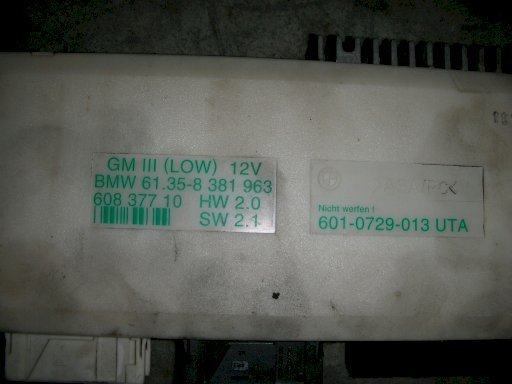 GM III (LOW) 12V
BMW 61.35-8 381 963
608 377 10 HW 2.0
SW 2.1
Nicht werfen !
601-0729-013 UTA